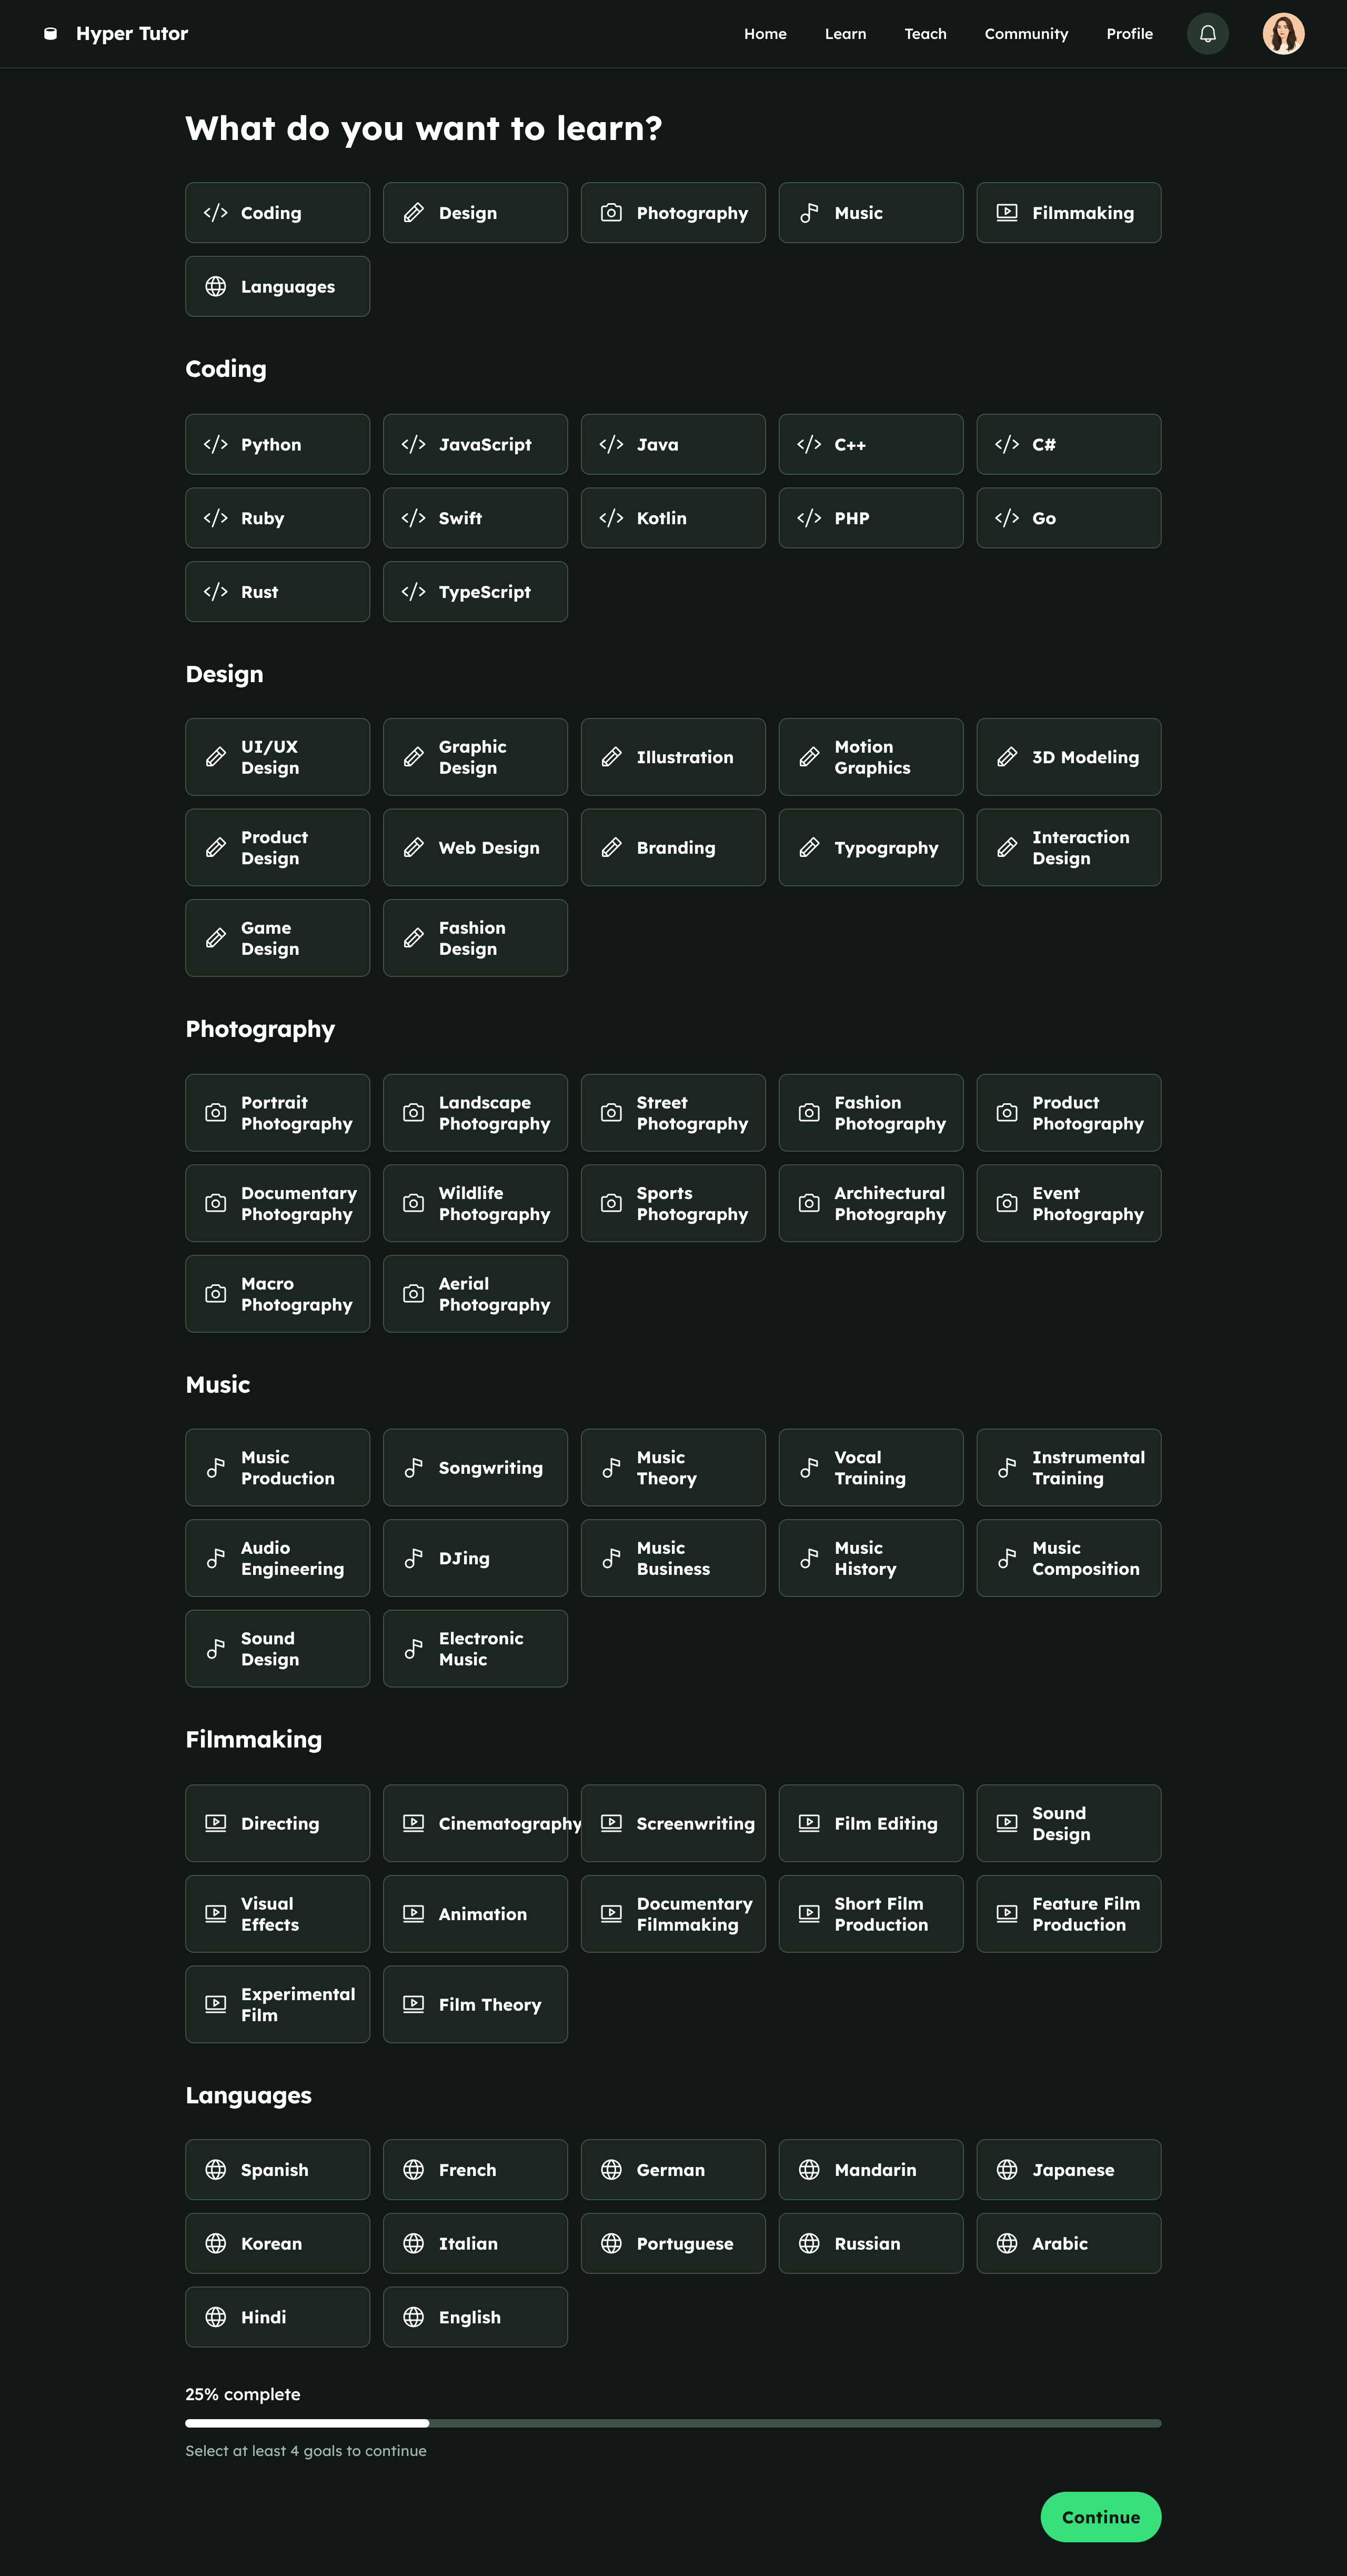 Hyper Tutor
Home
Learn
Teach
Community
Profile
What do you want to learn?
Coding
Design
Photography
Music
Filmmaking
Languages
Coding
Python
JavaScript
Java
C++
C#
Ruby
Swift
Kotlin
PHP
Go
Rust
TypeScript
Design
UI/UX
Design
Graphic
Design
Illustration
Motion
Graphics
3D Modeling
Product
Design
Web Design
Branding
Typography
Interaction
Design
Game
Design
Fashion
Design
Photography
Portrait
Photography
Landscape
Photography
Street
Photography
Fashion
Photography
Product
Photography
Documentary
Photography
Wildlife
Photography
Sports
Photography
Architectural
Photography
Event
Photography
Macro
Photography
Aerial
Photography
Music
Music
Production
Songwriting
Music
Theory
Vocal
Training
Instrumental
Training
Audio
Engineering
DJing
Music
Business
Music
History
Music
Composition
Sound
Design
Electronic
Music
Filmmaking
Directing
Cinematography
Screenwriting
Film Editing
Sound
Design
Visual
Effects
Animation
Documentary
Filmmaking
Short Film
Production
Feature Film
Production
Experimental
Film
Film Theory
Languages
Spanish
French
German
Mandarin
Japanese
Korean
Italian
Portuguese
Russian
Arabic
Hindi
English
25% complete
Select at least 4 goals to continue
Continue